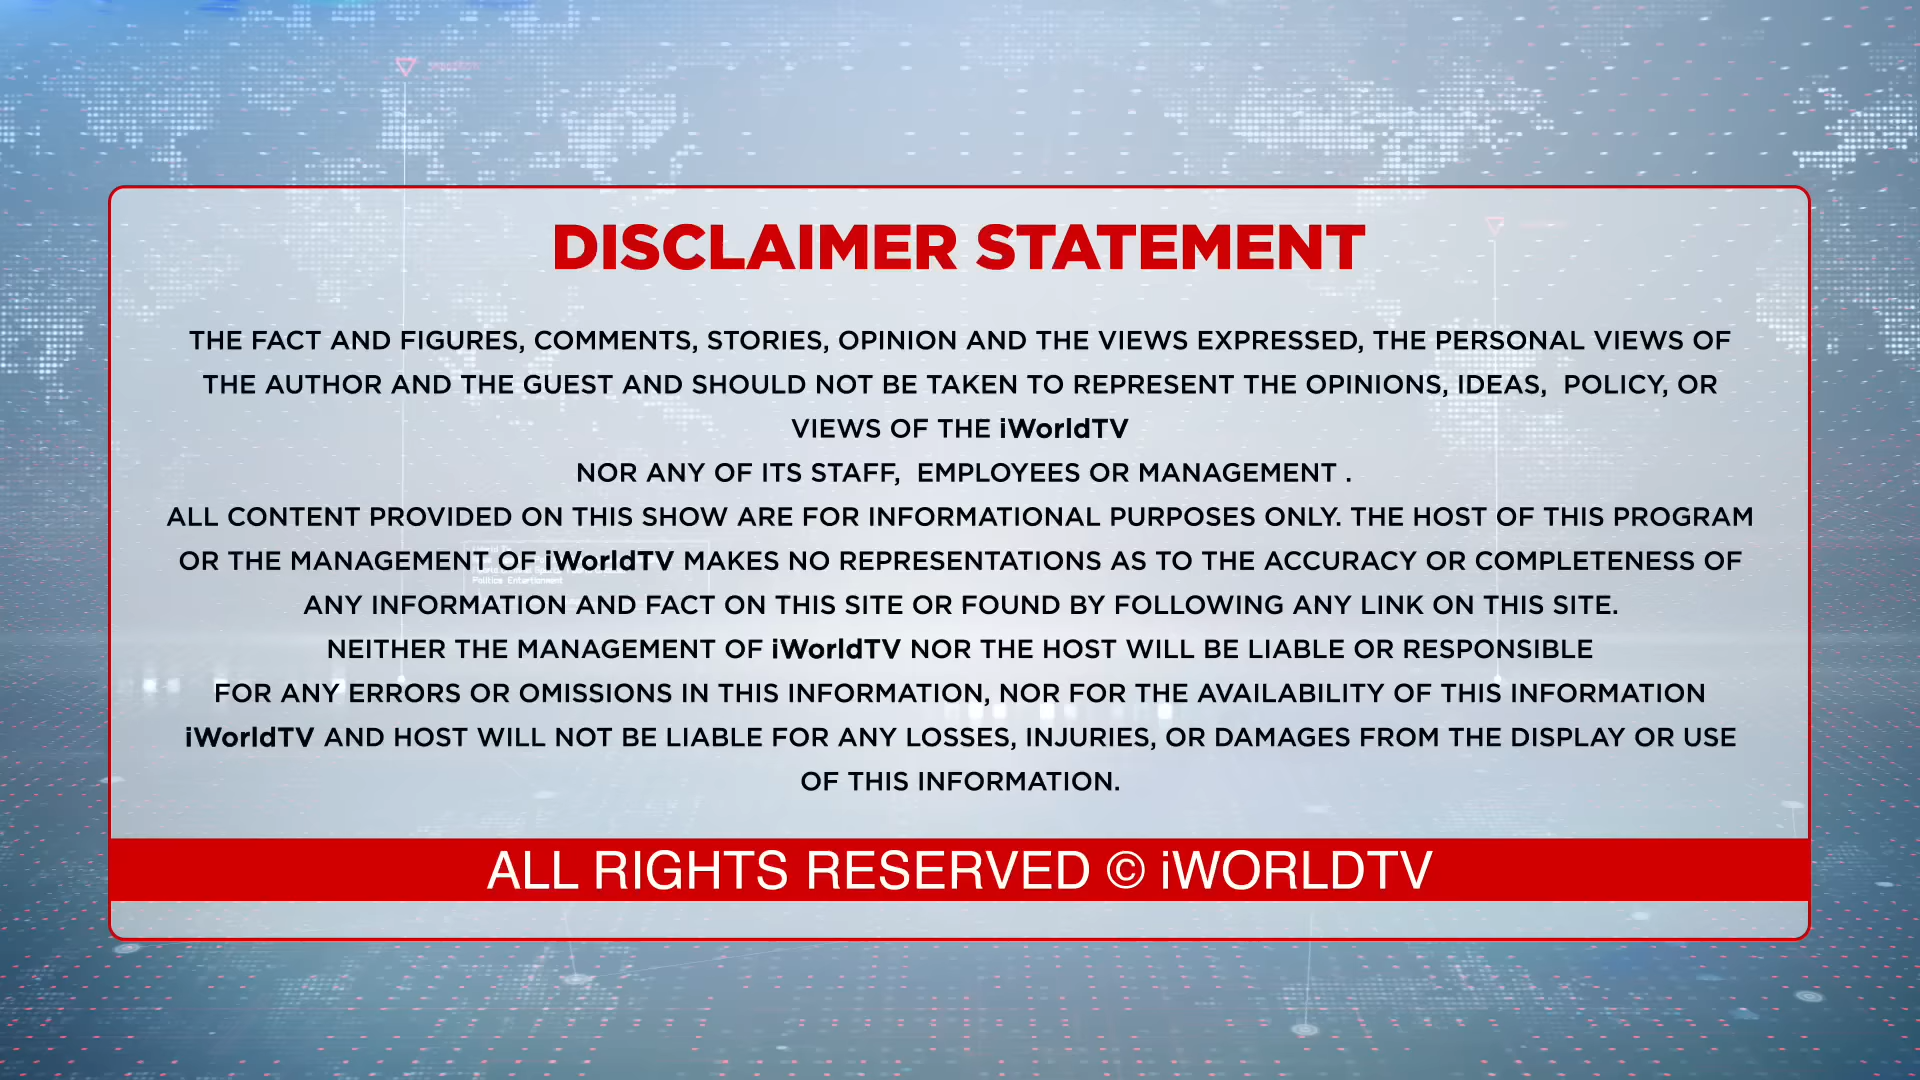 DISCLAIMER STATEMENT
THE FACT AND FIGURES, COMMENTS, STORIES, OPINION AND THE VIEWS EXPRESSED, THE PERSONAL VIEWS OF
THE AUTHOR AND THE GUEST AND SHOULD NOT BE TAKEN TO REPRESENT THE OPINIONS, IDEAS,  POLICY, OR
VIEWS OF THE iWorldTV
NOR ANY OF ITS STAFF,  EMPLOYEES OR MANAGEMENT .
ALL CONTENT PROVIDED ON THIS SHOW ARE FOR INFORMATIONAL PURPOSES ONLY. THE HOST OF THIS PROGRAM
OR THE MANAGEMENT OF iWorldTV MAKES NO REPRESENTATIONS AS TO THE ACCURACY OR COMPLETENESS OF
Politics Entertionment
ANY INFORMATION AND FACT ON THIS SITE OR FOUND BY FOLLOWING ANY LINK ON THIS SITE.
NEITHER THE MANAGEMENT OF iWorldTV NOR THE HOST WILL BE LIABLE OR RESPONSIBLE
FOR ANY ERRORS OR OMISSIONS IN THIS INFORMATION, NOR FOR THE AVAILABILITY OF THIS INFORMATION
iWorldTV AND HOST WILL NOT BE LIABLE FOR ANY LOSSES, INJURIES, OR DAMAGES FROM THE DISPLAY OR USE
OF THIS INFORMATION.
ALL RIGHTS RESERVED © iWORLDTV